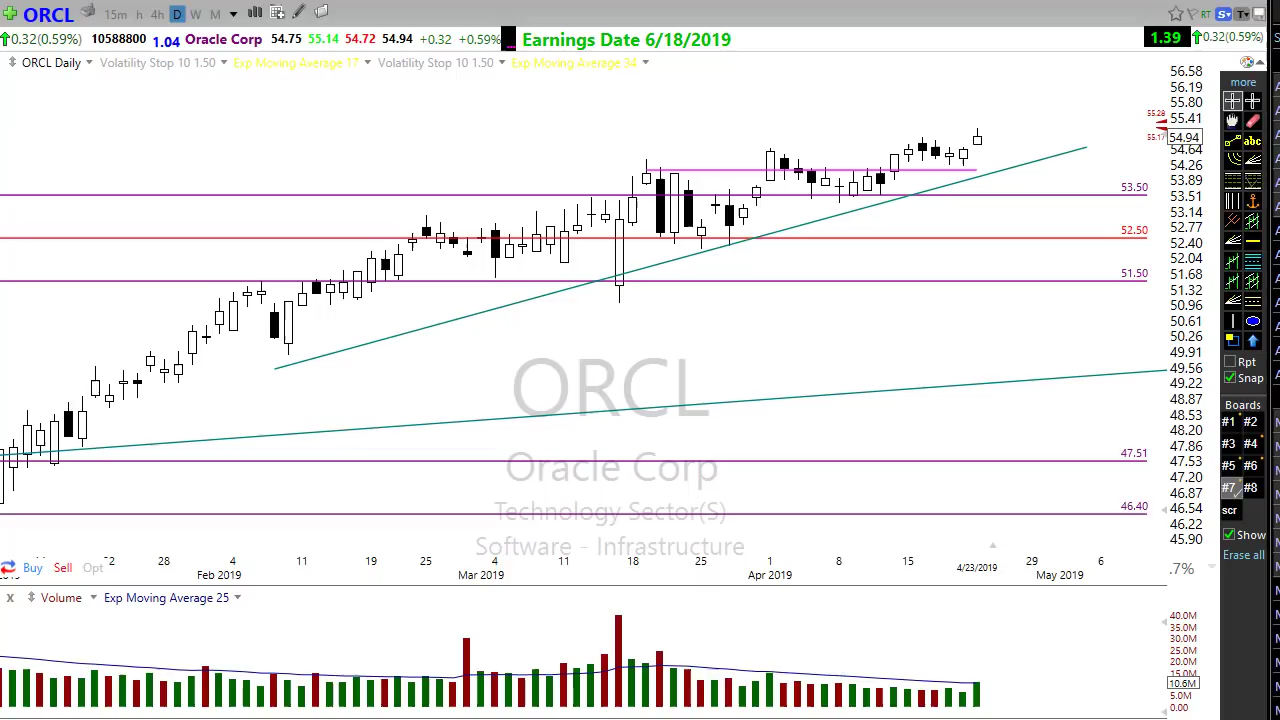 ORCL 15m h 4h D W M RT S T
0.32(0.59%) 10588800 1.04 Oracle Corp 54.75 55.14 54.72 54.94 +0.32 +0.59% Earnings Date 6/18/2019 1.39 0.32(0.59%)
ORCL Daily Volatility Stop 10 1.50 Exp Moving Average 17 Volatility Stop 10 1.50 Exp Moving Average 34
56.58
56.19
55.80
55.41
54.94
54.64
54.26
53.89
53.51
53.14
52.77
52.40
52.04
51.68
51.32
50.96
50.61
50.26
49.91
49.56
49.22
48.87
48.53
48.20
47.86
47.53
47.20
46.87
46.54
46.22
45.90
55.28
55.17
53.50
52.50
51.50
47.51
46.40
ORCL
Oracle Corp
Technology Sector(S)
Software - Infrastructure
more
abc
Rpt
Snap
Boards
#1 #2
#3 #4
#5 #6
#7 #8
scr
Show
Erase all
22 28 4 11 19 25 4 11 18 25 1 8 15 29 6
Feb 2019 Mar 2019 Apr 2019 4/23/2019 May 2019
Buy Sell Opt
.7%
x Volume Exp Moving Average 25
40.0M
35.0M
30.0M
25.0M
20.0M
15.0M
10.6M
5.0M
0.00